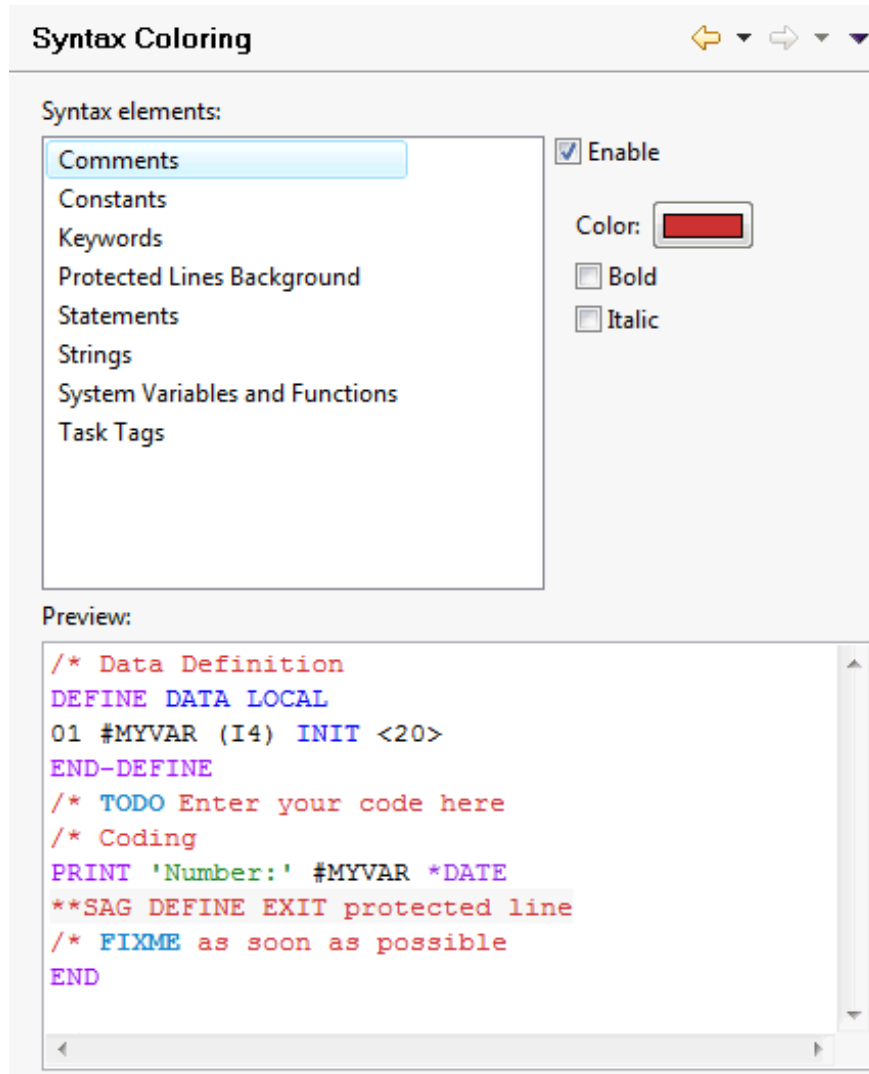 Syntax Coloring
Syntax elements:
Comments
Constants
Keywords
Protected Lines Background
Statements
Strings
System Variables and Functions
Task Tags
Enable
Color:
Bold
Italic
Preview:
/* Data Definition
DEFINE DATA LOCAL
01 #MYVAR (I4) INIT <20>
END-DEFINE
/* TODO Enter your code here
/* Coding
PRINT 'Number:' #MYVAR *DATE
**SAG DEFINE EXIT protected line
/* FIXME as soon as possible
END